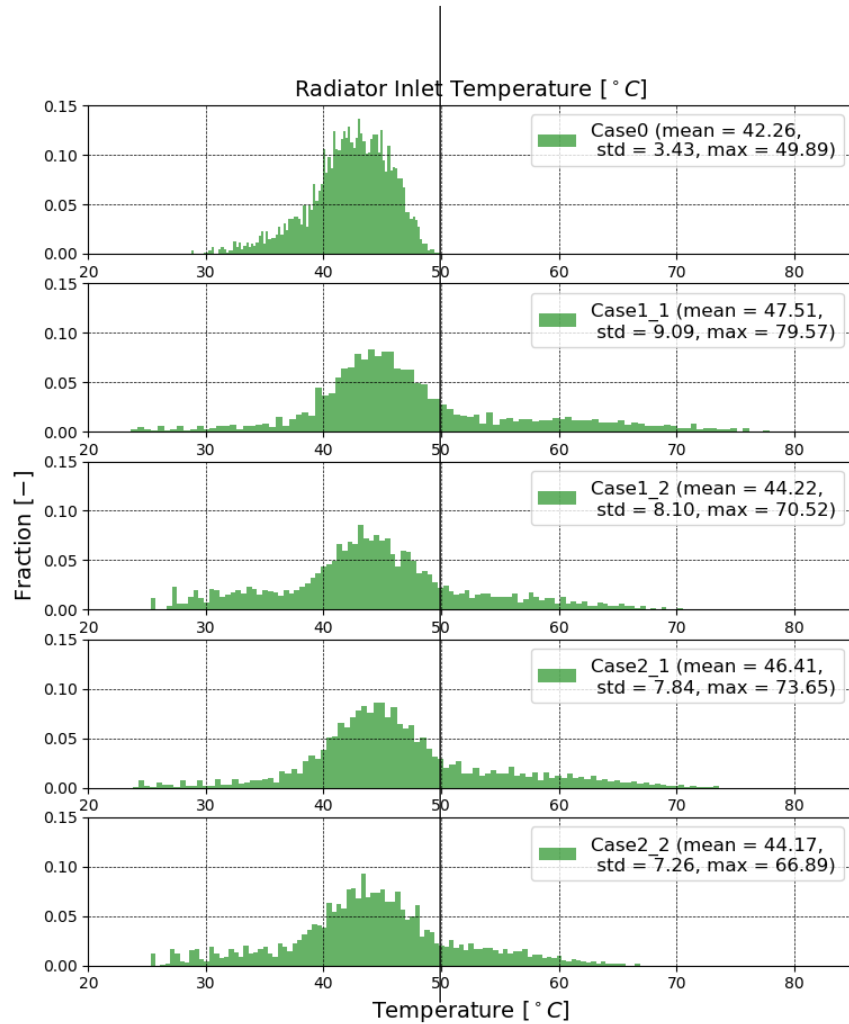 Radiator Inlet Temperature [°C]
0.15
0.10
0.05
0.00
Case0 (mean = 42.26,
std = 3.43, max = 49.89)
20 30 40 50 60 70 80
0.15
0.10
0.05
0.00
Case1_1 (mean = 47.51,
std = 9.09, max = 79.57)
20 30 40 50 60 70 80
Fraction [−]
0.15
0.10
0.05
0.00
Case1_2 (mean = 44.22,
std = 8.10, max = 70.52)
20 30 40 50 60 70 80
0.15
0.10
0.05
0.00
Case2_1 (mean = 46.41,
std = 7.84, max = 73.65)
20 30 40 50 60 70 80
0.15
0.10
0.05
0.00
Case2_2 (mean = 44.17,
std = 7.26, max = 66.89)
20 30 40 50 60 70 80
Temperature [°C]